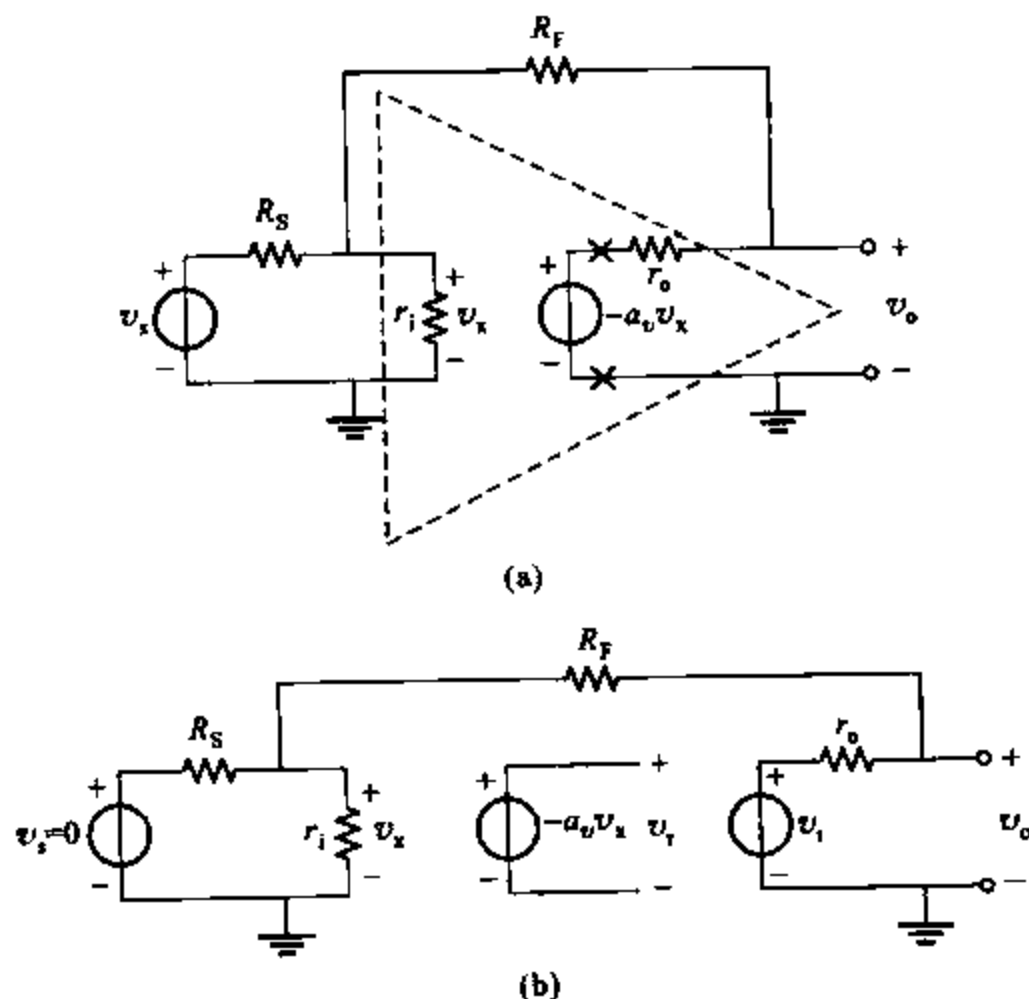 R_F
R_S
+ + × r_o +
v_s r_i v_x + −a_v v_x v_o
− − − × −
(a)
R_F
R_S r_o
+ + + + + +
v_s=0 r_i v_x −a_v v_x v_r v_t v_o
− − − − − −
(b)